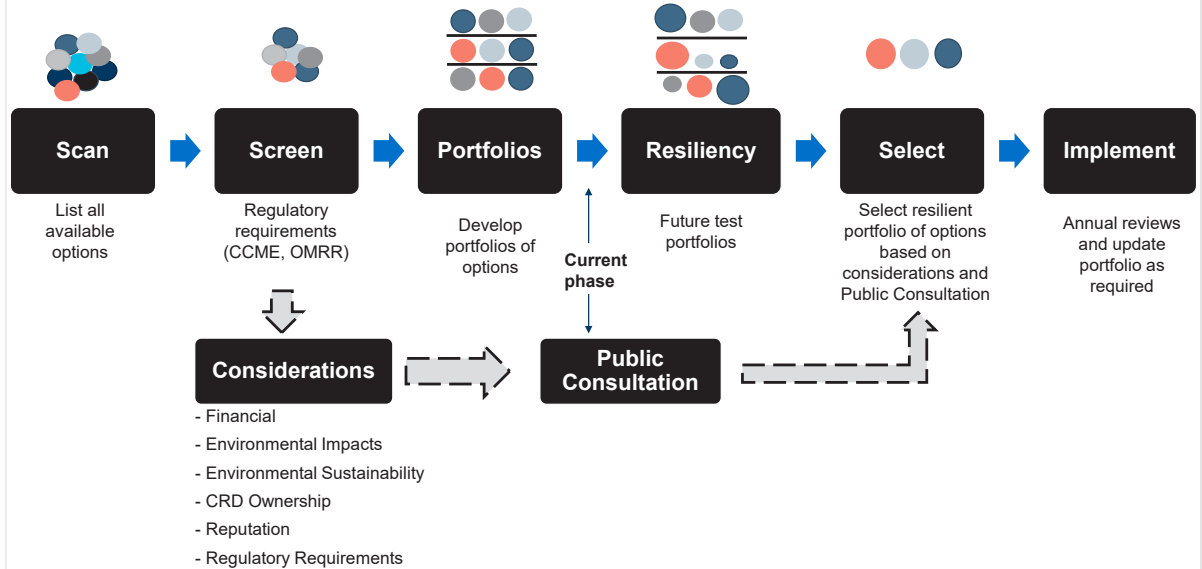 Scan
Screen
Portfolios
Resiliency
Select
Implement
List all
available
options
Regulatory
requirements
(CCME, OMRR)
Develop
portfolios of
options
Current
phase
Future test
portfolios
Select resilient
portfolio of options
based on
considerations and
Public Consultation
Annual reviews
and update
portfolio as
required
Considerations
Public
Consultation
- Financial
- Environmental Impacts
- Environmental Sustainability
- CRD Ownership
- Reputation
- Regulatory Requirements